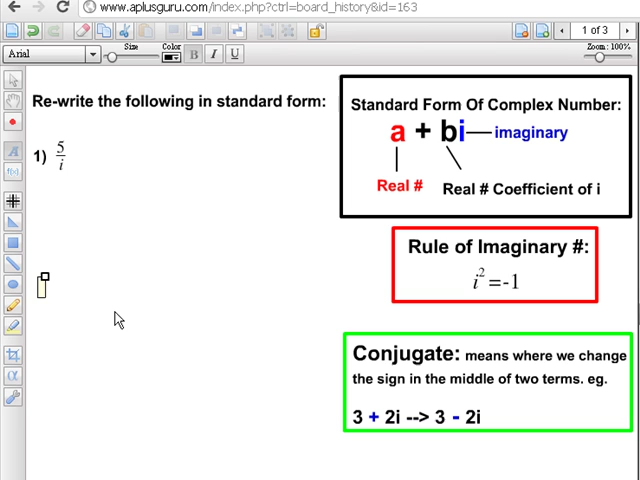 www.aplusguru.com/index.php?ctrl=board_history&id=163
1 of 3
Arial
Size
Color
B I U
Zoom: 100%
A
f(x)
α
Re-write the following in standard form:
1) 5/i
Standard Form Of Complex Number:
a + bi imaginary
Real #
Real # Coefficient of i
Rule of Imaginary #:
i²=-1
Conjugate: means where we change
the sign in the middle of two terms. eg.
3 + 2i --> 3 - 2i